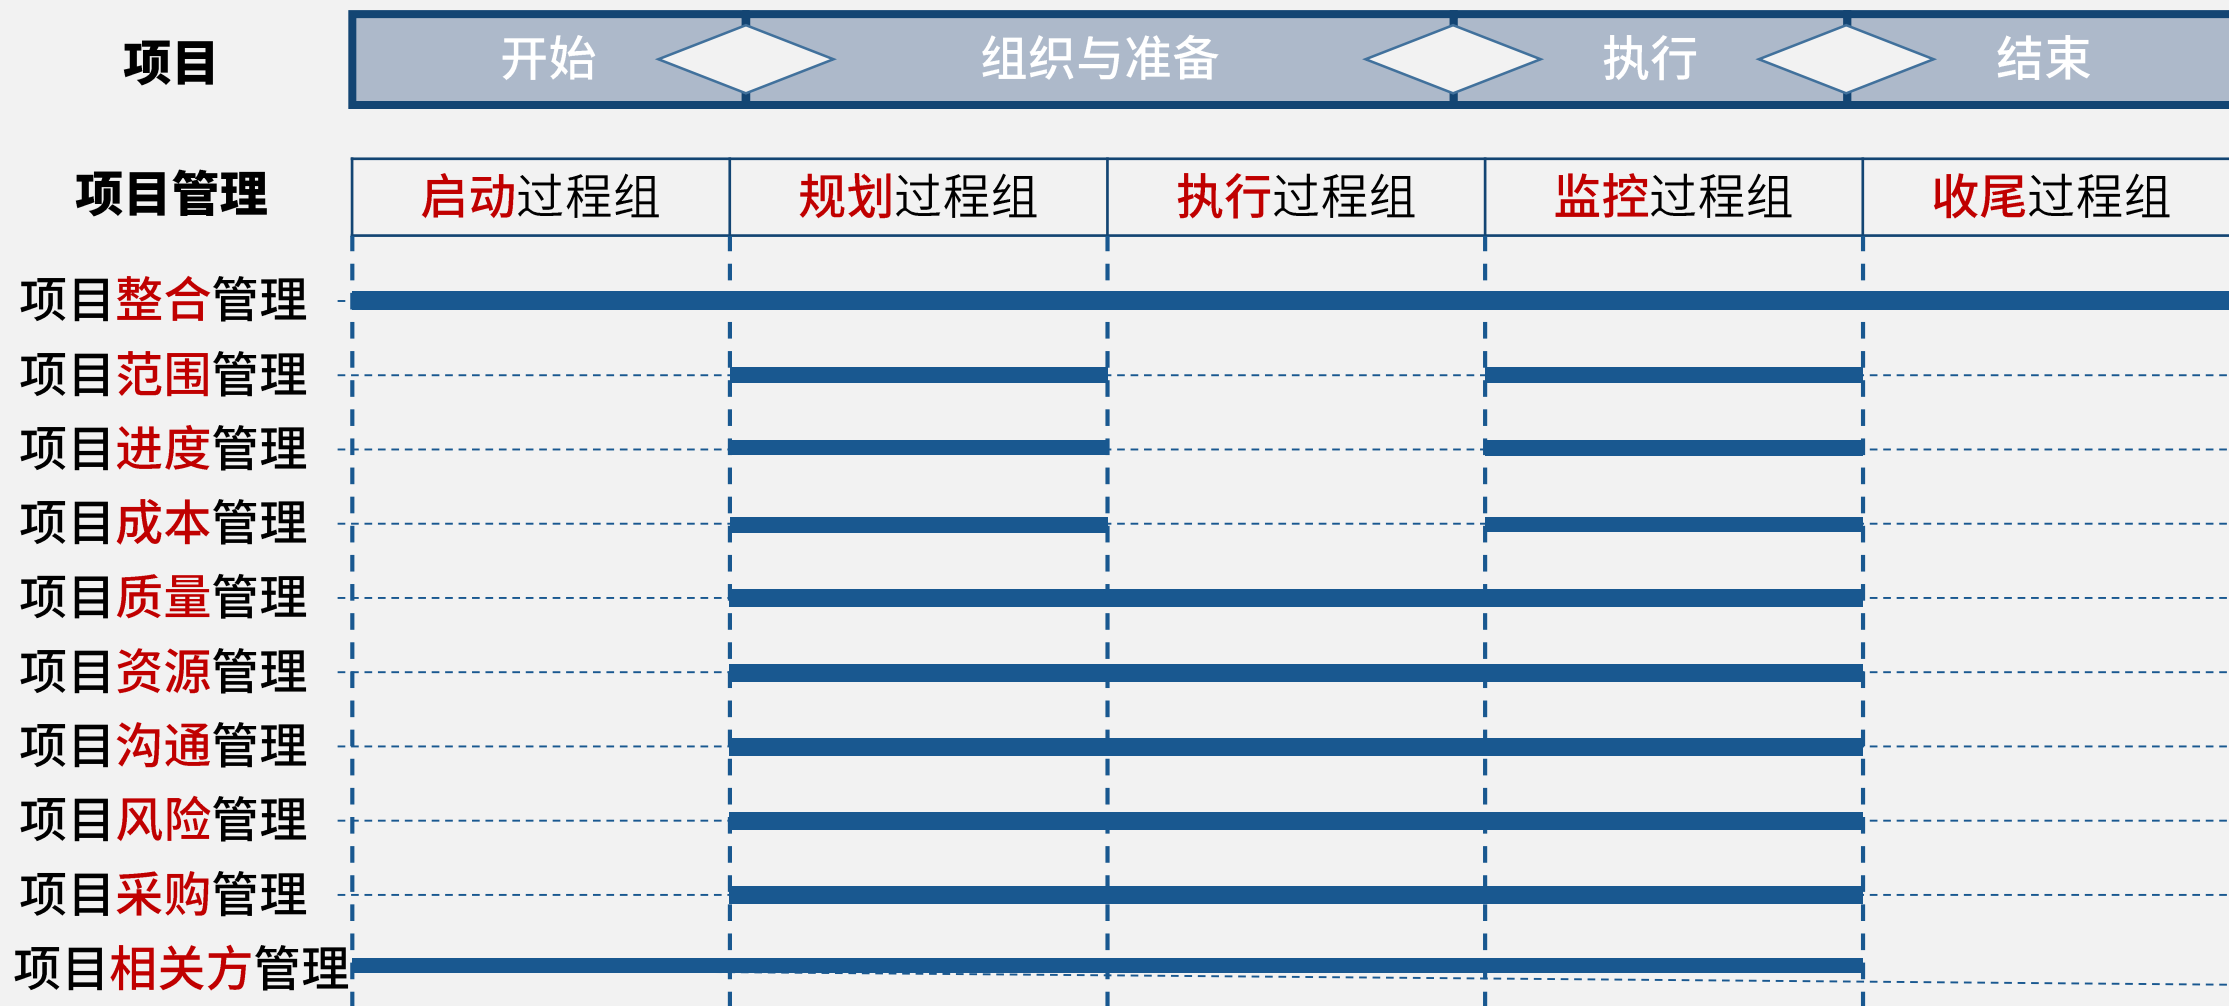 项目 开始 组织与准备 执行 结束
项目管理 启动过程组 规划过程组 执行过程组 监控过程组 收尾过程组
项目整合管理
项目范围管理
项目进度管理
项目成本管理
项目质量管理
项目资源管理
项目沟通管理
项目风险管理
项目采购管理
项目相关方管理